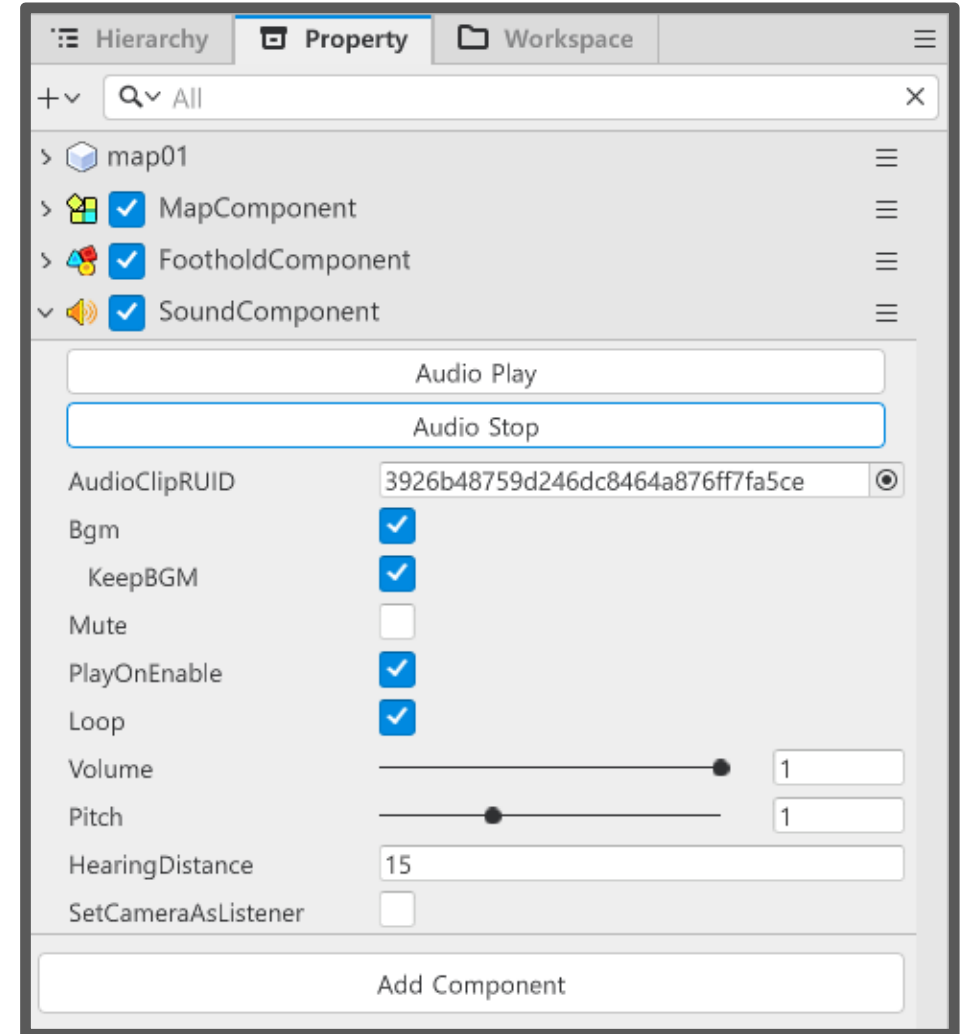 Hierarchy Property Workspace
All
map01
MapComponent
FootholdComponent
SoundComponent
Audio Play
Audio Stop
AudioClipRUID 3926b48759d246dc8464a876ff7fa5ce
Bgm
KeepBGM
Mute
PlayOnEnable
Loop
Volume 1
Pitch 1
HearingDistance 15
SetCameraAsListener
Add Component